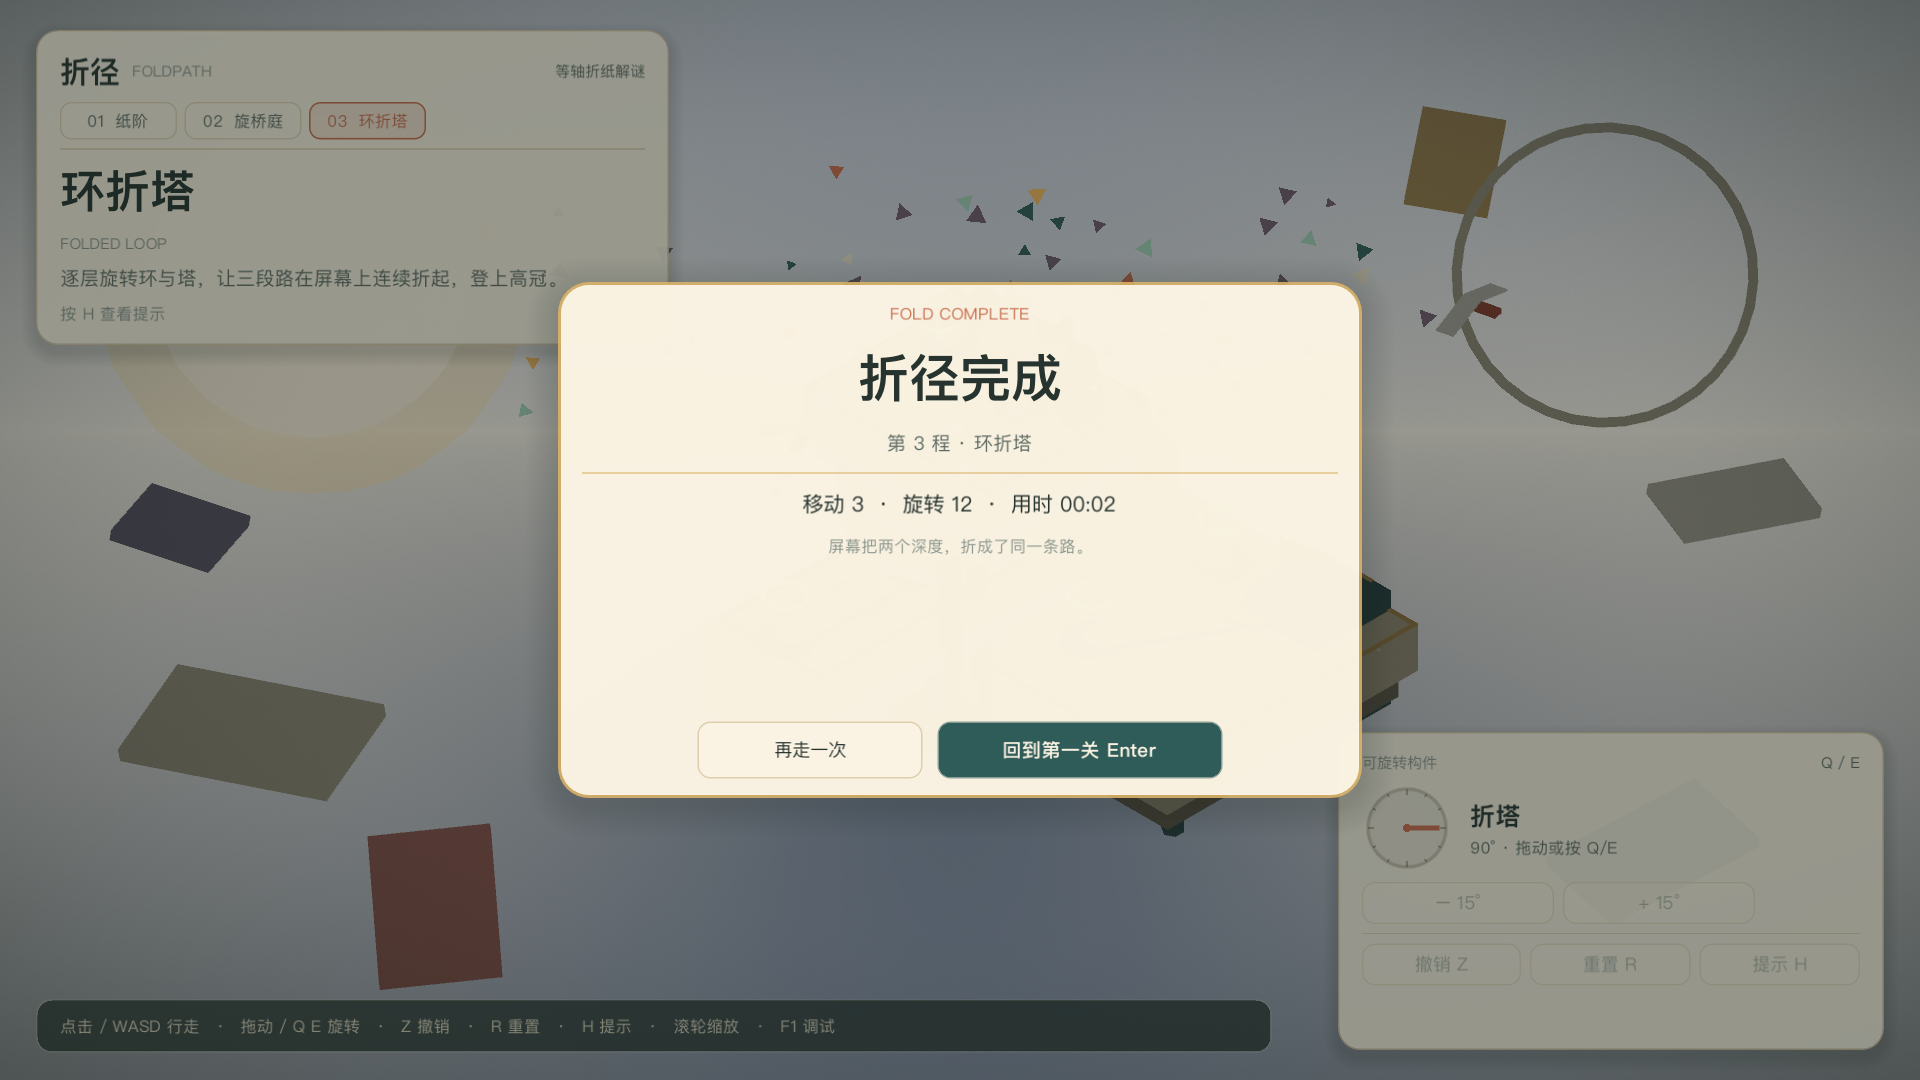 折径 FOLDPATH 等轴折纸解谜
01 纸阶 02 旋桥庭 03 环折塔
环折塔
FOLDED LOOP
逐层旋转环与塔，让三段路在屏幕上连续折起，登上高冠。
按 H 查看提示
FOLD COMPLETE
折径完成
第 3 程 · 环折塔
移动 3 · 旋转 12 · 用时 00:02
屏幕把两个深度，折成了同一条路。
再走一次 回到第一关 Enter
可旋转构件 Q / E
折塔
90° · 拖动或按 Q/E
— 15° + 15°
撤销 Z 重置 R 提示 H
点击 / WASD 行走 · 拖动 / Q E 旋转 · Z 撤销 · R 重置 · H 提示 · 滚轮缩放 · F1 调试